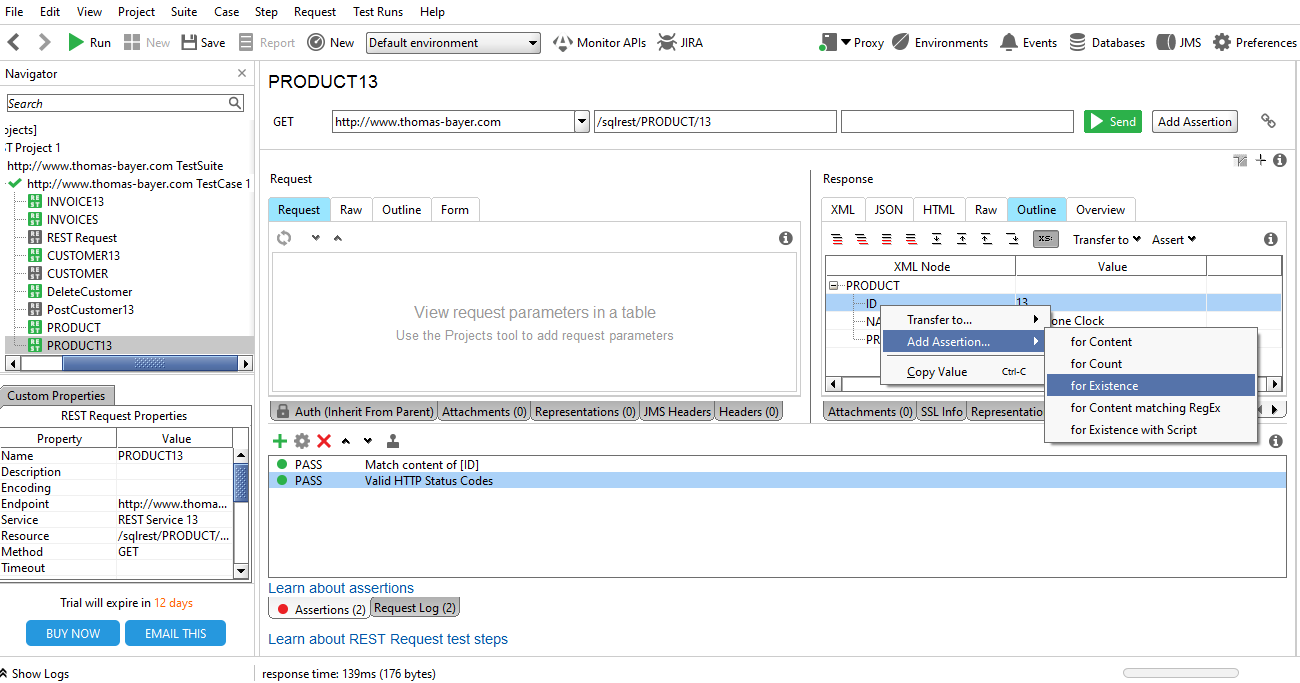 File Edit View Project Suite Case Step Request Test Runs Help
Run New Save Report New Default environment Monitor APIs JIRA Proxy Environments Events Databases JMS Preferences
Navigator
Search
ojects]
ST Project 1
http://www.thomas-bayer.com TestSuite
http://www.thomas-bayer.com TestCase 1
REST INVOICE13
REST INVOICES
REST REST Request
REST CUSTOMER13
REST CUSTOMER
REST DeleteCustomer
REST PostCustomer13
REST PRODUCT
REST PRODUCT13
Custom Properties
REST Request Properties
Property Value
Name PRODUCT13
Description
Encoding
Endpoint http://www.thoma...
Service REST Service 13
Resource /sqlrest/PRODUCT/...
Method GET
Timeout
Trial will expire in 12 days
BUY NOW EMAIL THIS
PRODUCT13
GET http://www.thomas-bayer.com /sqlrest/PRODUCT/13 Send Add Assertion
Request
Request Raw Outline Form
View request parameters in a table
Use the Projects tool to add request parameters
Auth (Inherit From Parent) Attachments (0) Representations (0) JMS Headers Headers (0)
Response
XML JSON HTML Raw Outline Overview
XS: Transfer to Assert
XML Node Value
PRODUCT
ID 13
NA one Clock
PR
Transfer to...
Add Assertion...
Copy Value Ctrl-C
for Content
for Count
for Existence
for Content matching RegEx
for Existence with Script
Attachments (0) SSL Info Representatio
PASS Match content of [ID]
PASS Valid HTTP Status Codes
Learn about assertions
Assertions (2) Request Log (2)
Learn about REST Request test steps
Show Logs response time: 139ms (176 bytes)